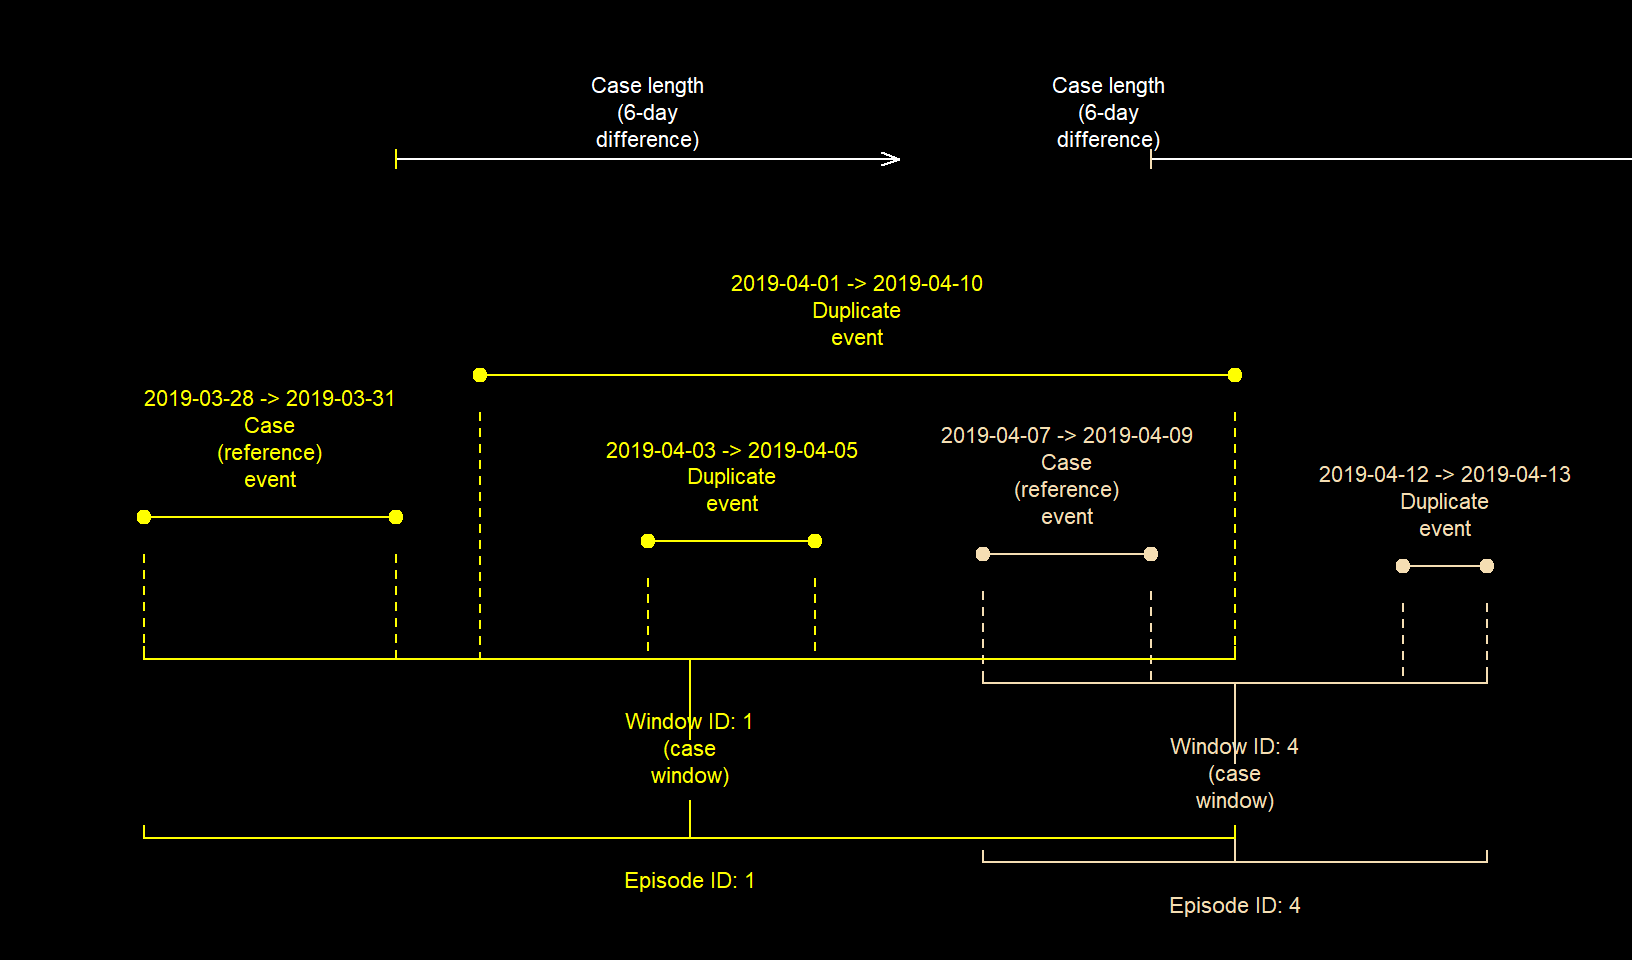 Case length
(6-day
difference)
Case length
(6-day
difference)
2019-04-01 -> 2019-04-10
Duplicate
event
2019-03-28 -> 2019-03-31
Case
(reference)
event
2019-04-03 -> 2019-04-05
Duplicate
event
2019-04-07 -> 2019-04-09
Case
(reference)
event
2019-04-12 -> 2019-04-13
Duplicate
event
Window ID: 1
(case
window)
Window ID: 4
(case
window)
Episode ID: 1
Episode ID: 4